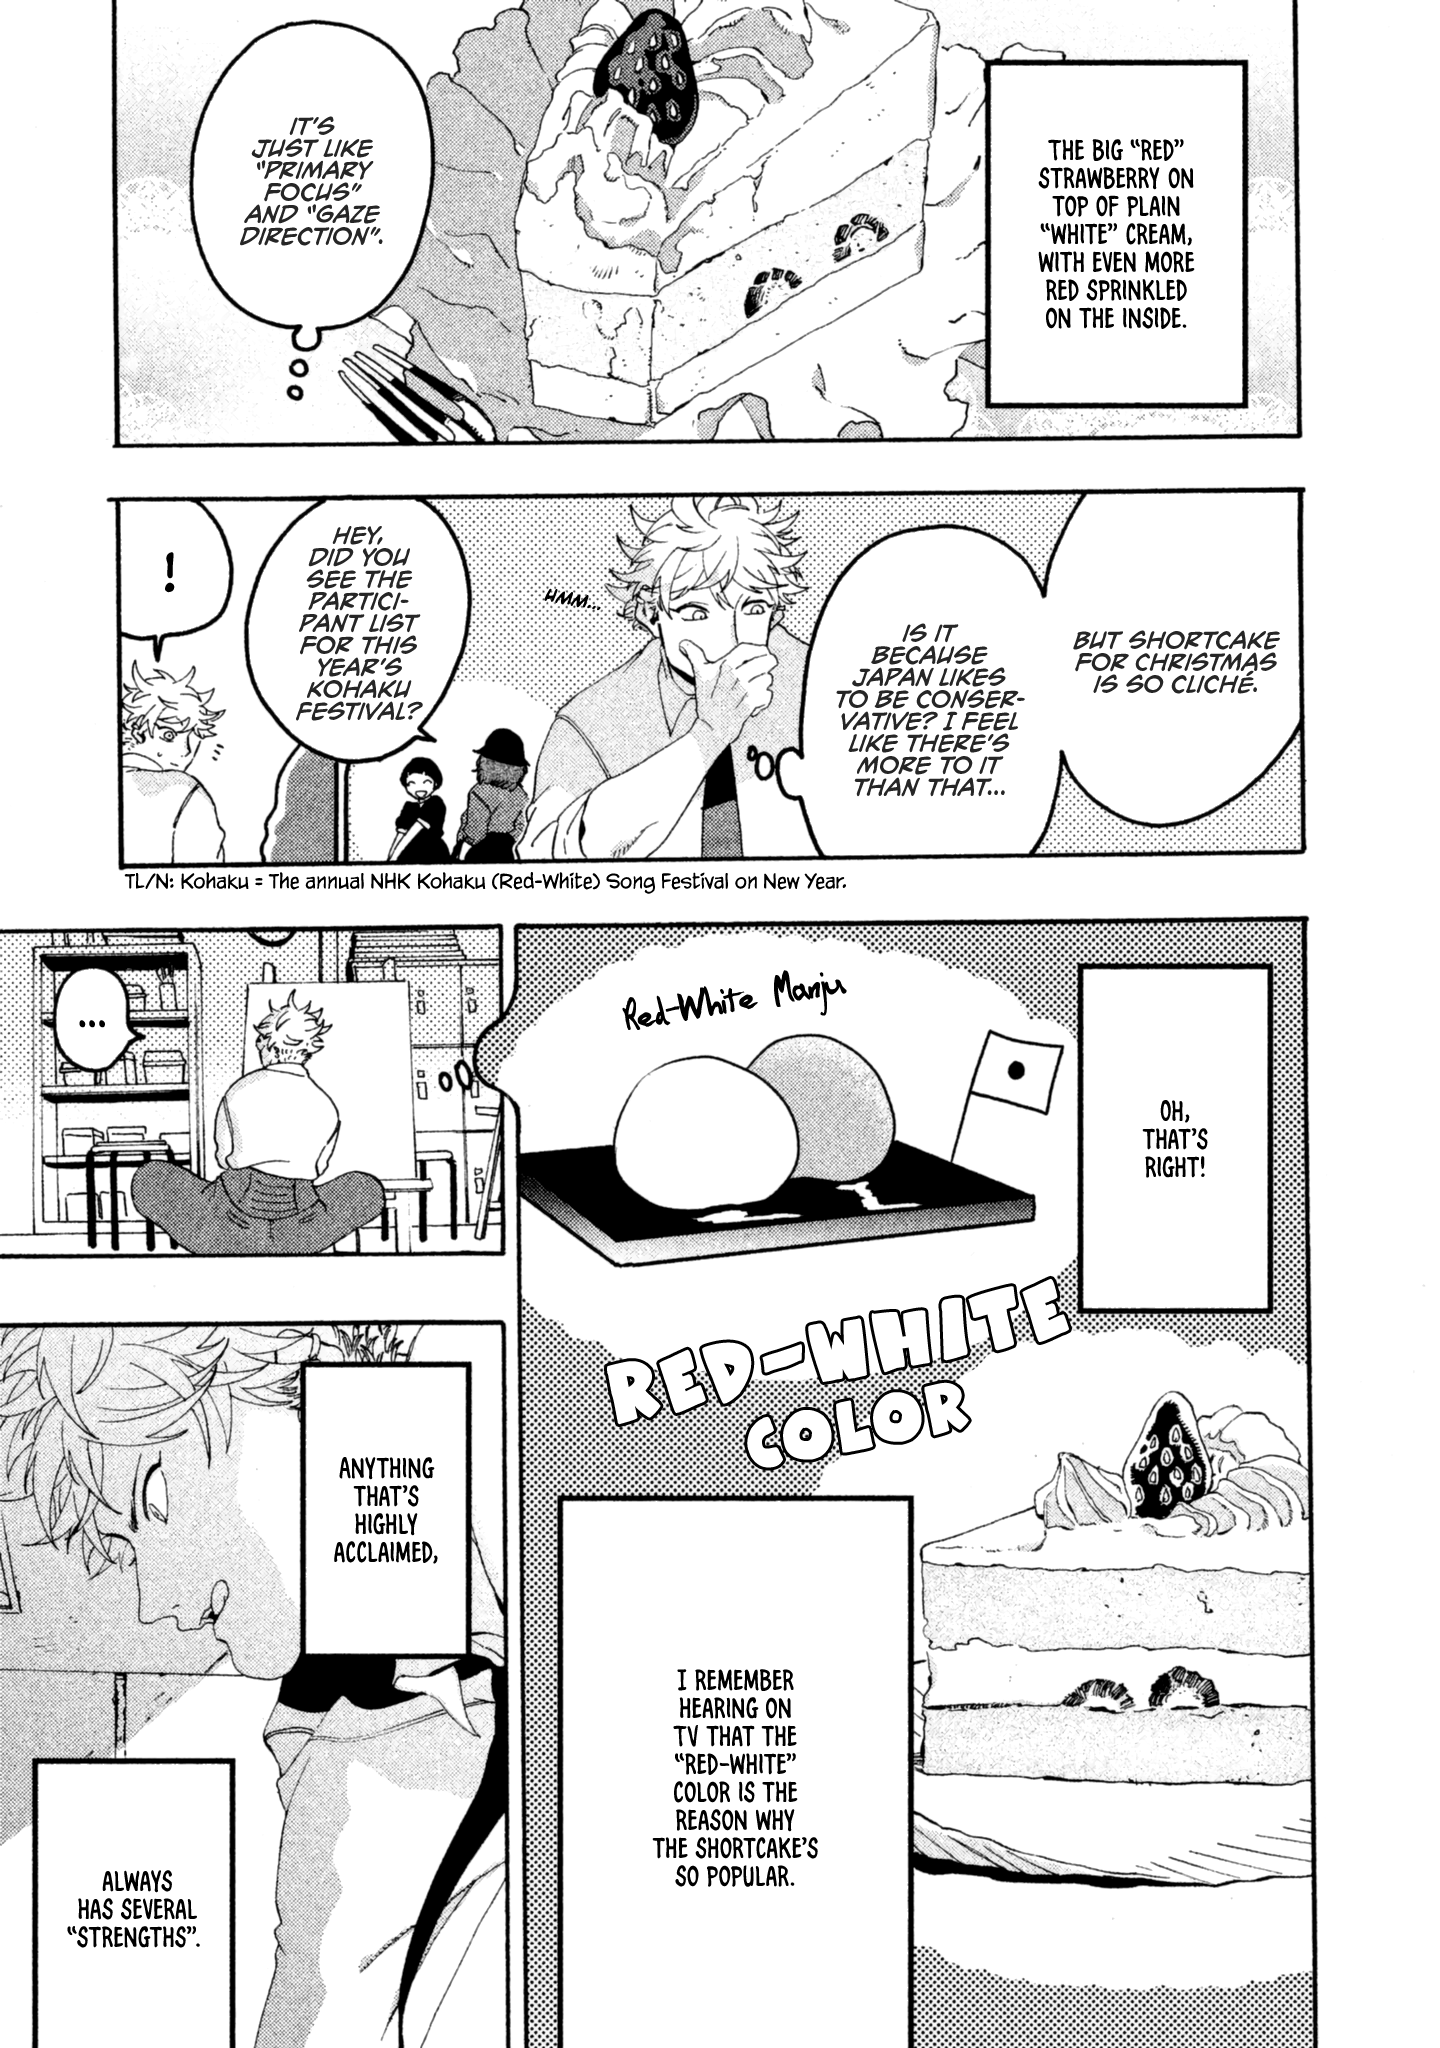 THE BIG “RED”
STRAWBERRY ON
TOP OF PLAIN
“WHITE” CREAM,
WITH EVEN MORE
RED SPRINKLED
ON THE INSIDE.
IT'S
JUST LIKE
“PRIMARY
FOCUS”
AND “GAZE
DIRECTION”.
BUT SHORTCAKE
FOR CHRISTMAS
IS SO CLICHÉ.
IS IT
BECAUSE
JAPAN LIKES
TO BE CONSER-
VATIVE? I FEEL
LIKE THERE'S
MORE TO IT
THAN THAT...
HMM...
HEY,
DID YOU
SEE THE
PARTICI-
PANT LIST
FOR THIS
YEAR'S
KOHAKU
FESTIVAL?
!
TL/N: Kohaku = The annual NHK Kohaku (Red-White) Song Festival on New Year.
OH,
THAT'S
RIGHT!
Red-White Manju
RED-WHITE
COLOR
I REMEMBER
HEARING ON
TV THAT THE
“RED-WHITE”
COLOR IS THE
REASON WHY
THE SHORTCAKE'S
SO POPULAR.
...
ANYTHING
THAT'S
HIGHLY
ACCLAIMED,
ALWAYS
HAS SEVERAL
“STRENGTHS”.